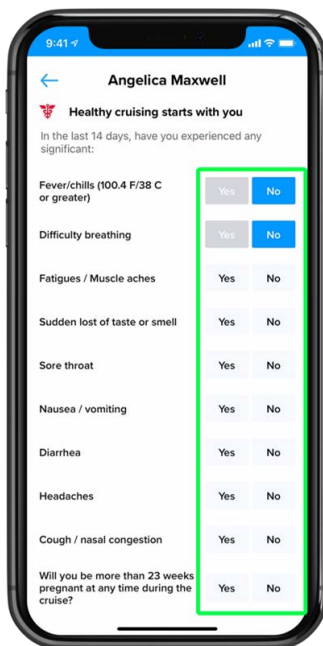 9:41
Angelica Maxwell
Healthy cruising starts with you
In the last 14 days, have you experienced any
significant:
Fever/chills (100.4 F/38 C
or greater)
Yes No
Difficulty breathing
Yes No
Fatigues / Muscle aches
Yes No
Sudden lost of taste or smell
Yes No
Sore throat
Yes No
Nausea / vomiting
Yes No
Diarrhea
Yes No
Headaches
Yes No
Cough / nasal congestion
Yes No
Will you be more than 23 weeks
pregnant at any time during the
cruise?
Yes No